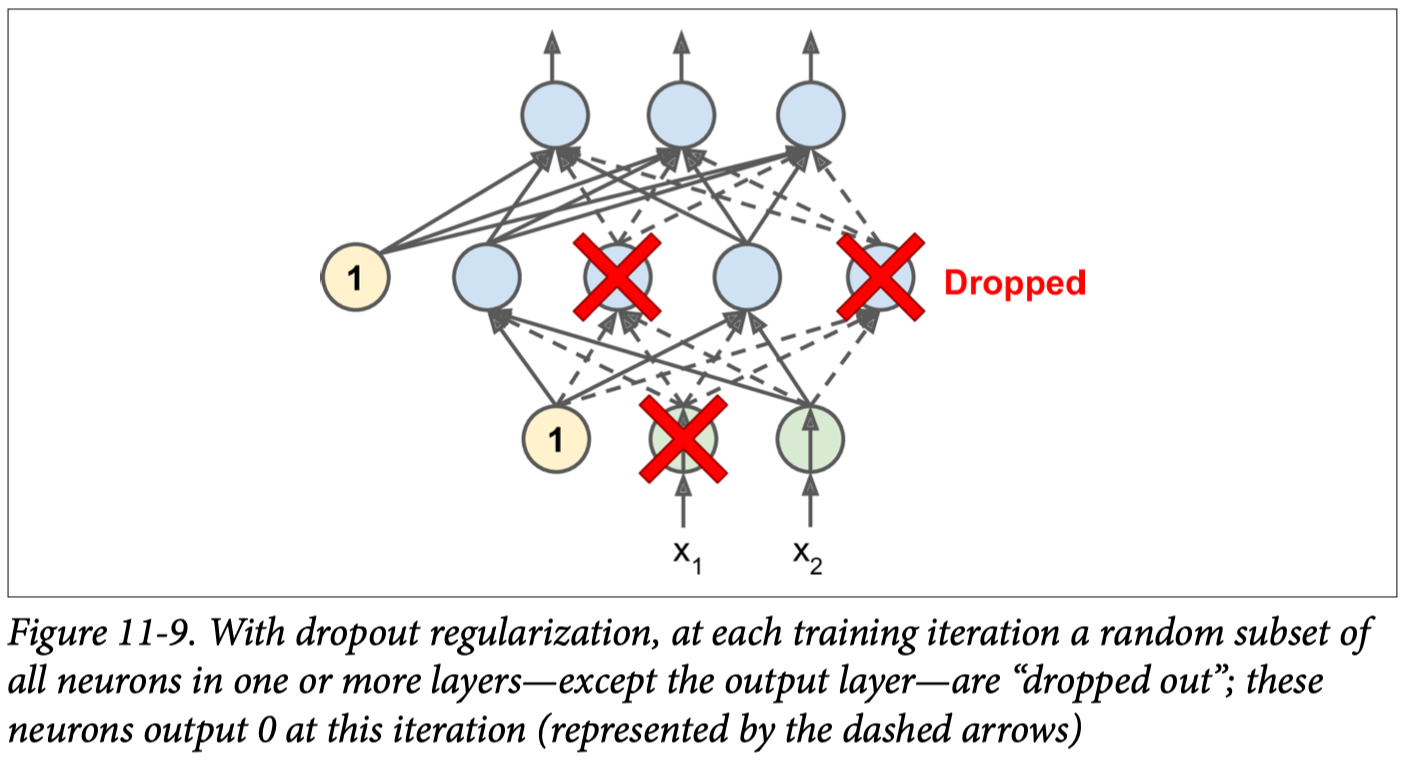 1
Dropped
1
x₁ x₂
Figure 11-9. With dropout regularization, at each training iteration a random subset of
all neurons in one or more layers—except the output layer—are “dropped out”; these
neurons output 0 at this iteration (represented by the dashed arrows)